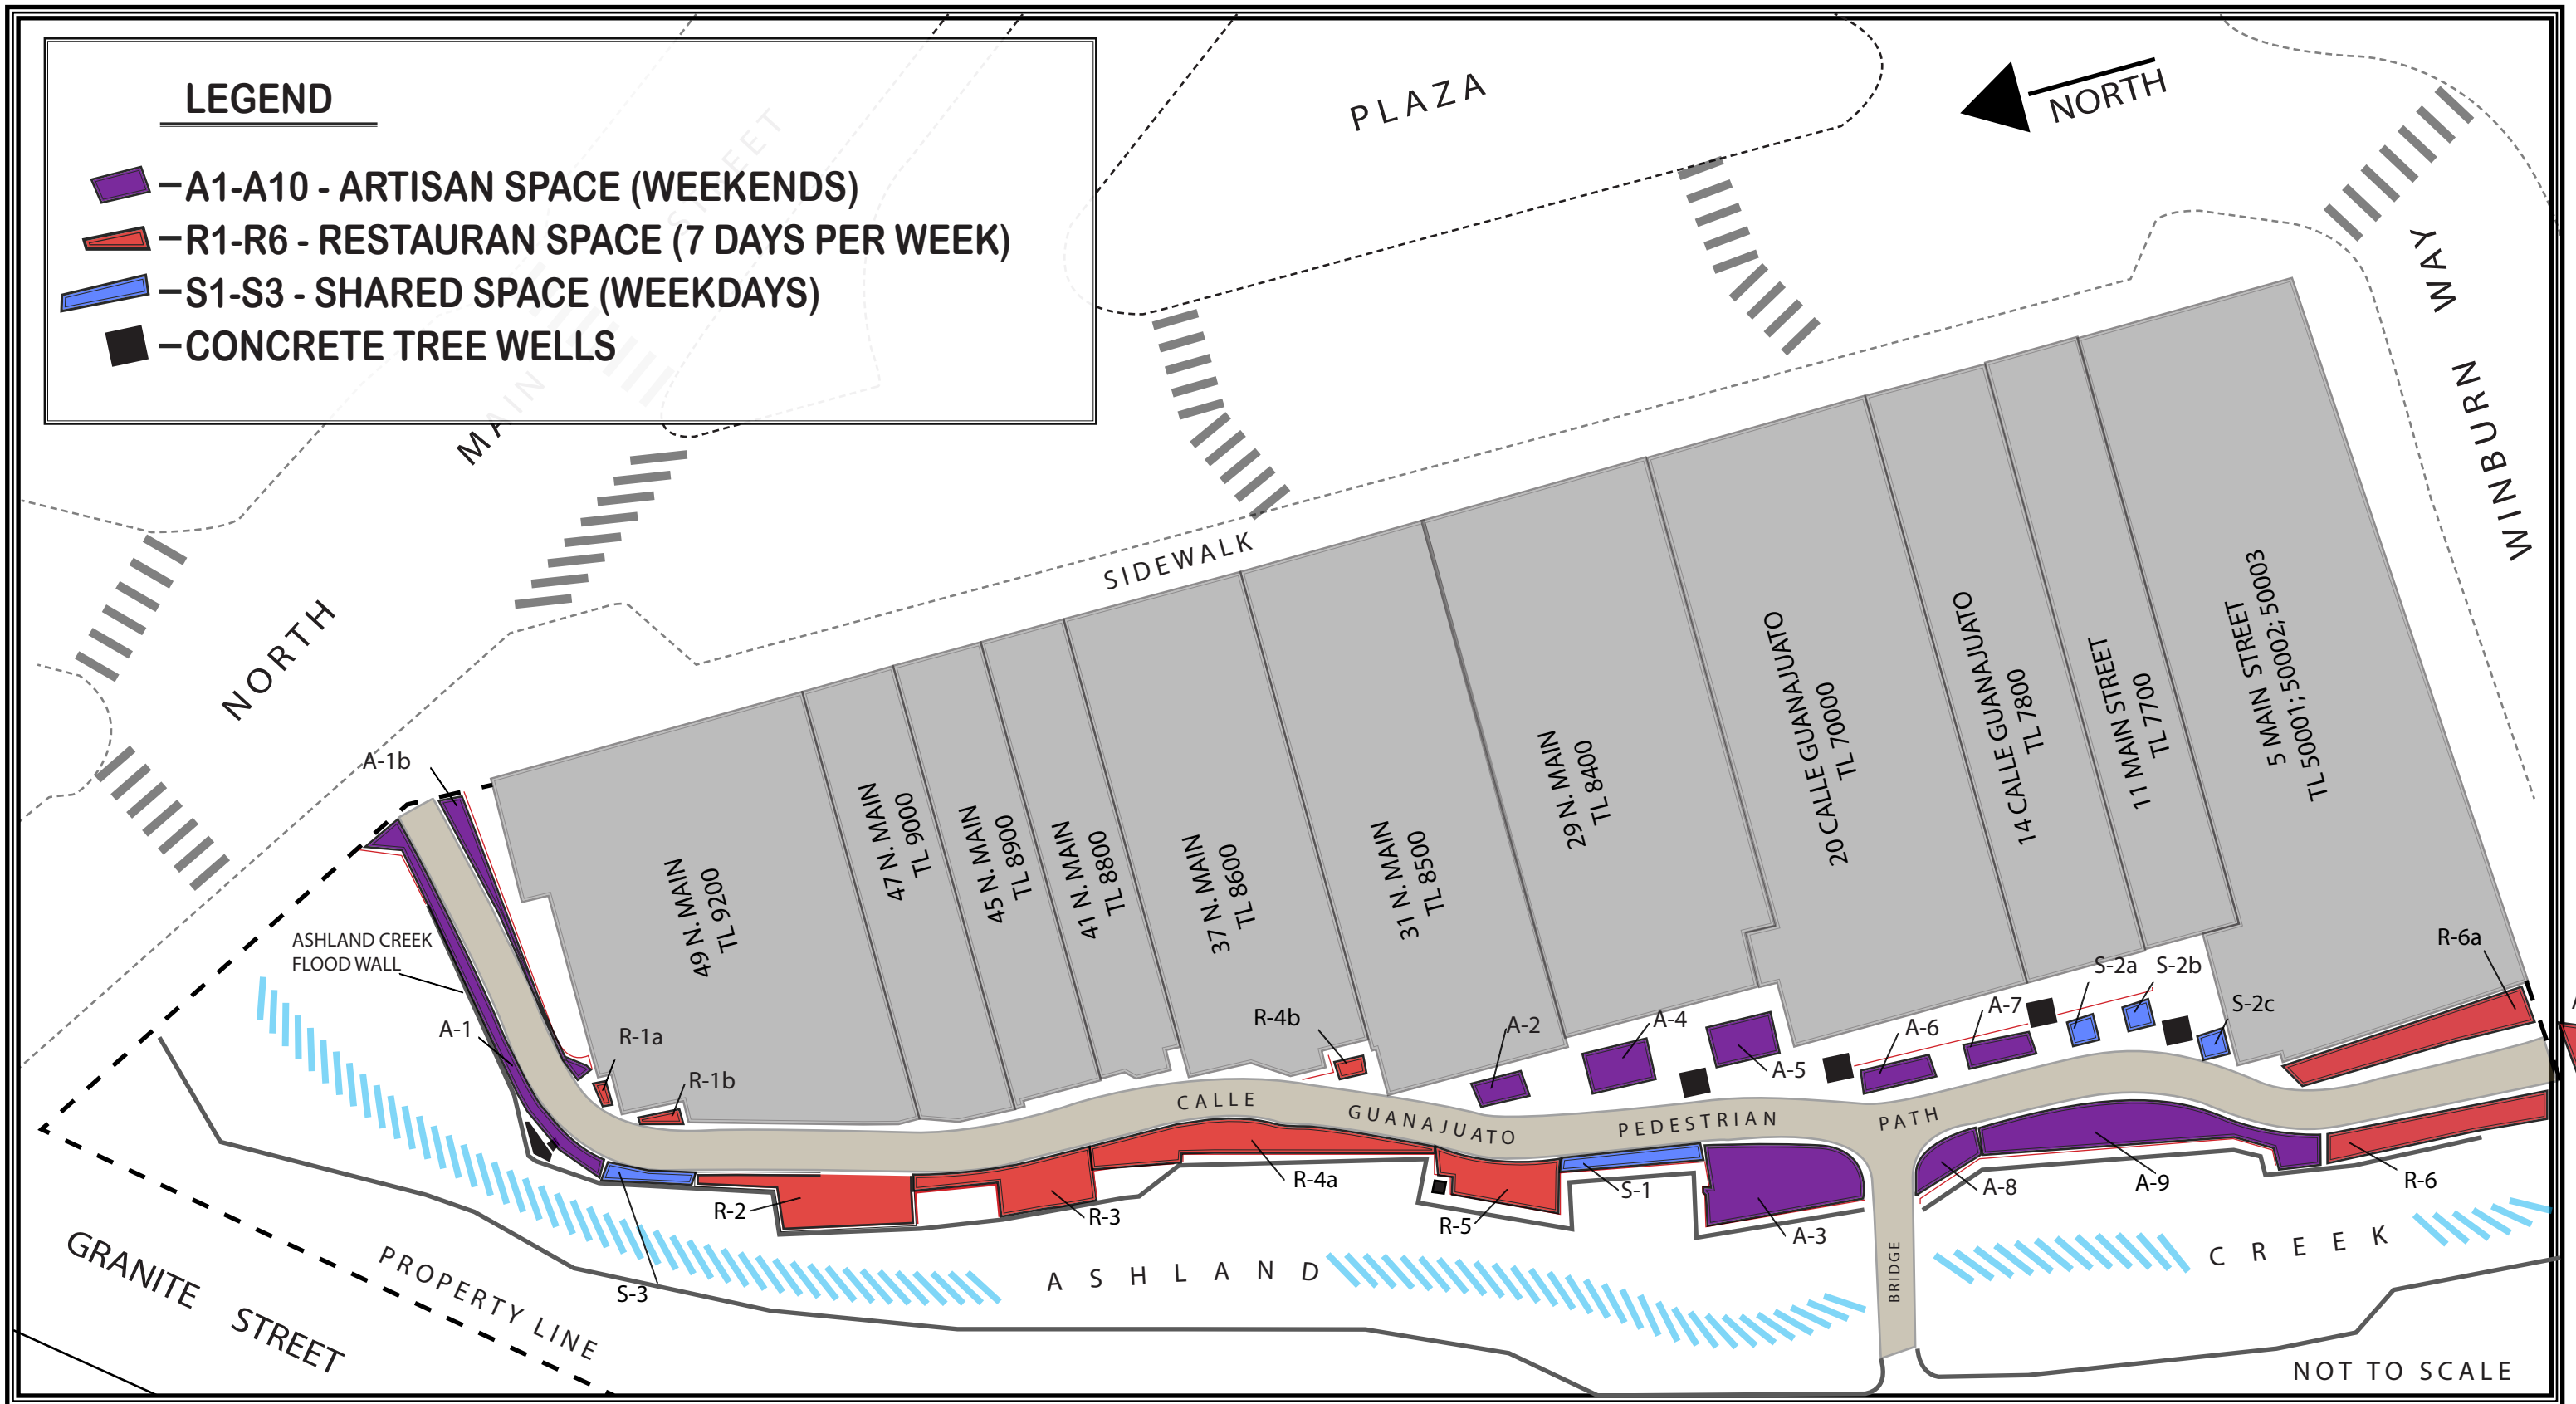 LEGEND
–A1-A10 - ARTISAN SPACE (WEEKENDS)
–R1-R6 - RESTAURAN SPACE (7 DAYS PER WEEK)
–S1-S3 - SHARED SPACE (WEEKDAYS)
–CONCRETE TREE WELLS
PLAZA
NORTH
WINBURN WAY
NORTH
MAIN STREET
SIDEWALK
49 N. MAIN
TL 9200
47 N. MAIN
TL 9000
45 N. MAIN
TL 8900
41 N. MAIN
TL 8800
37 N. MAIN
TL 8600
31 N. MAIN
TL 8500
29 N. MAIN
TL 8400
20 CALLE GUANAJUATO
TL 70000
14 CALLE GUANAJUATO
TL 7800
11 MAIN STREET
TL 7700
5 MAIN STREET
TL 50001; 50002; 50003
A-1b
ASHLAND CREEK
FLOOD WALL
A-1
R-1a
R-1b
R-4b
A-2
A-4
A-5
A-6
A-7
S-2a
S-2b
S-2c
R-6a
CALLE GUANAJUATO PEDESTRIAN PATH
S-3
R-2
R-3
R-4a
R-5
S-1
A-3
A-8
A-9
R-6
BRIDGE
ASHLAND CREEK
GRANITE STREET
PROPERTY LINE
NOT TO SCALE